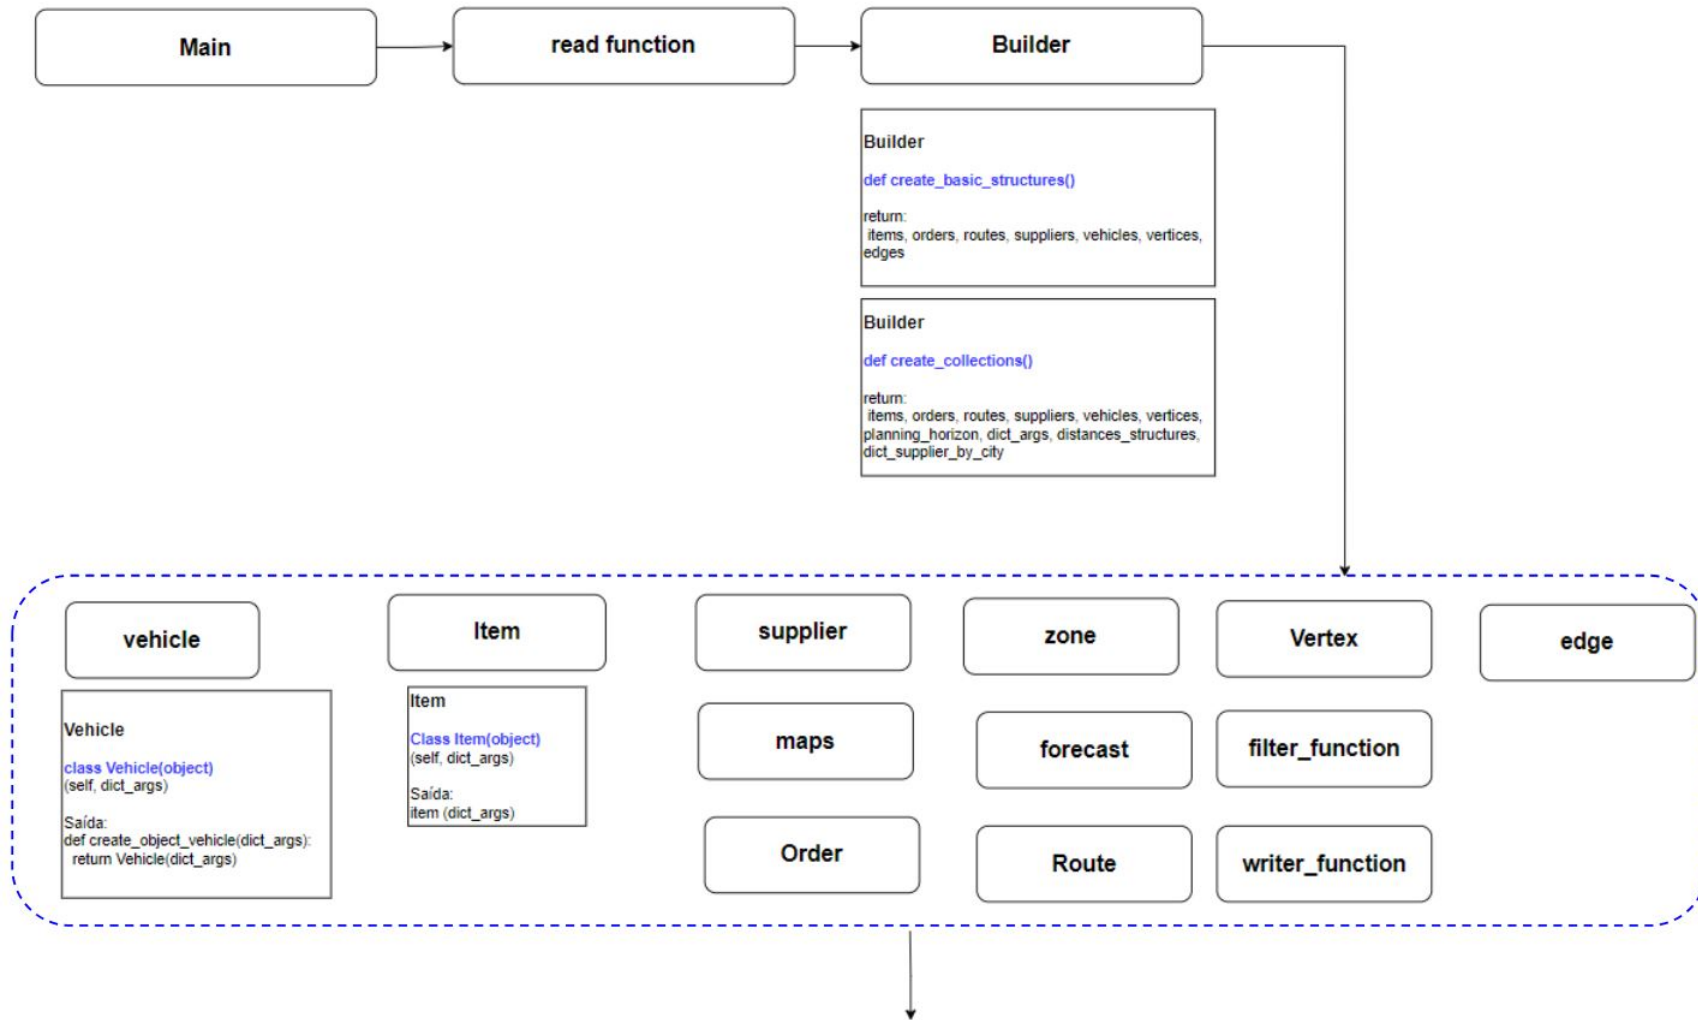 Main
read function
Builder
Builder
def create_basic_structures()
return:
items, orders, routes, suppliers, vehicles, vertices,
edges
Builder
def create_collections()
return:
items, orders, routes, suppliers, vehicles, vertices,
planning_horizon, dict_args, distances_structures,
dict_supplier_by_city
vehicle
Item
supplier
zone
Vertex
edge
Vehicle
class Vehicle(object)
(self, dict_args)
Saída:
def create_object_vehicle(dict_args):
return Vehicle(dict_args)
Item
Class Item(object)
(self, dict_args)
Saída:
item (dict_args)
maps
forecast
filter_function
Order
Route
writer_function